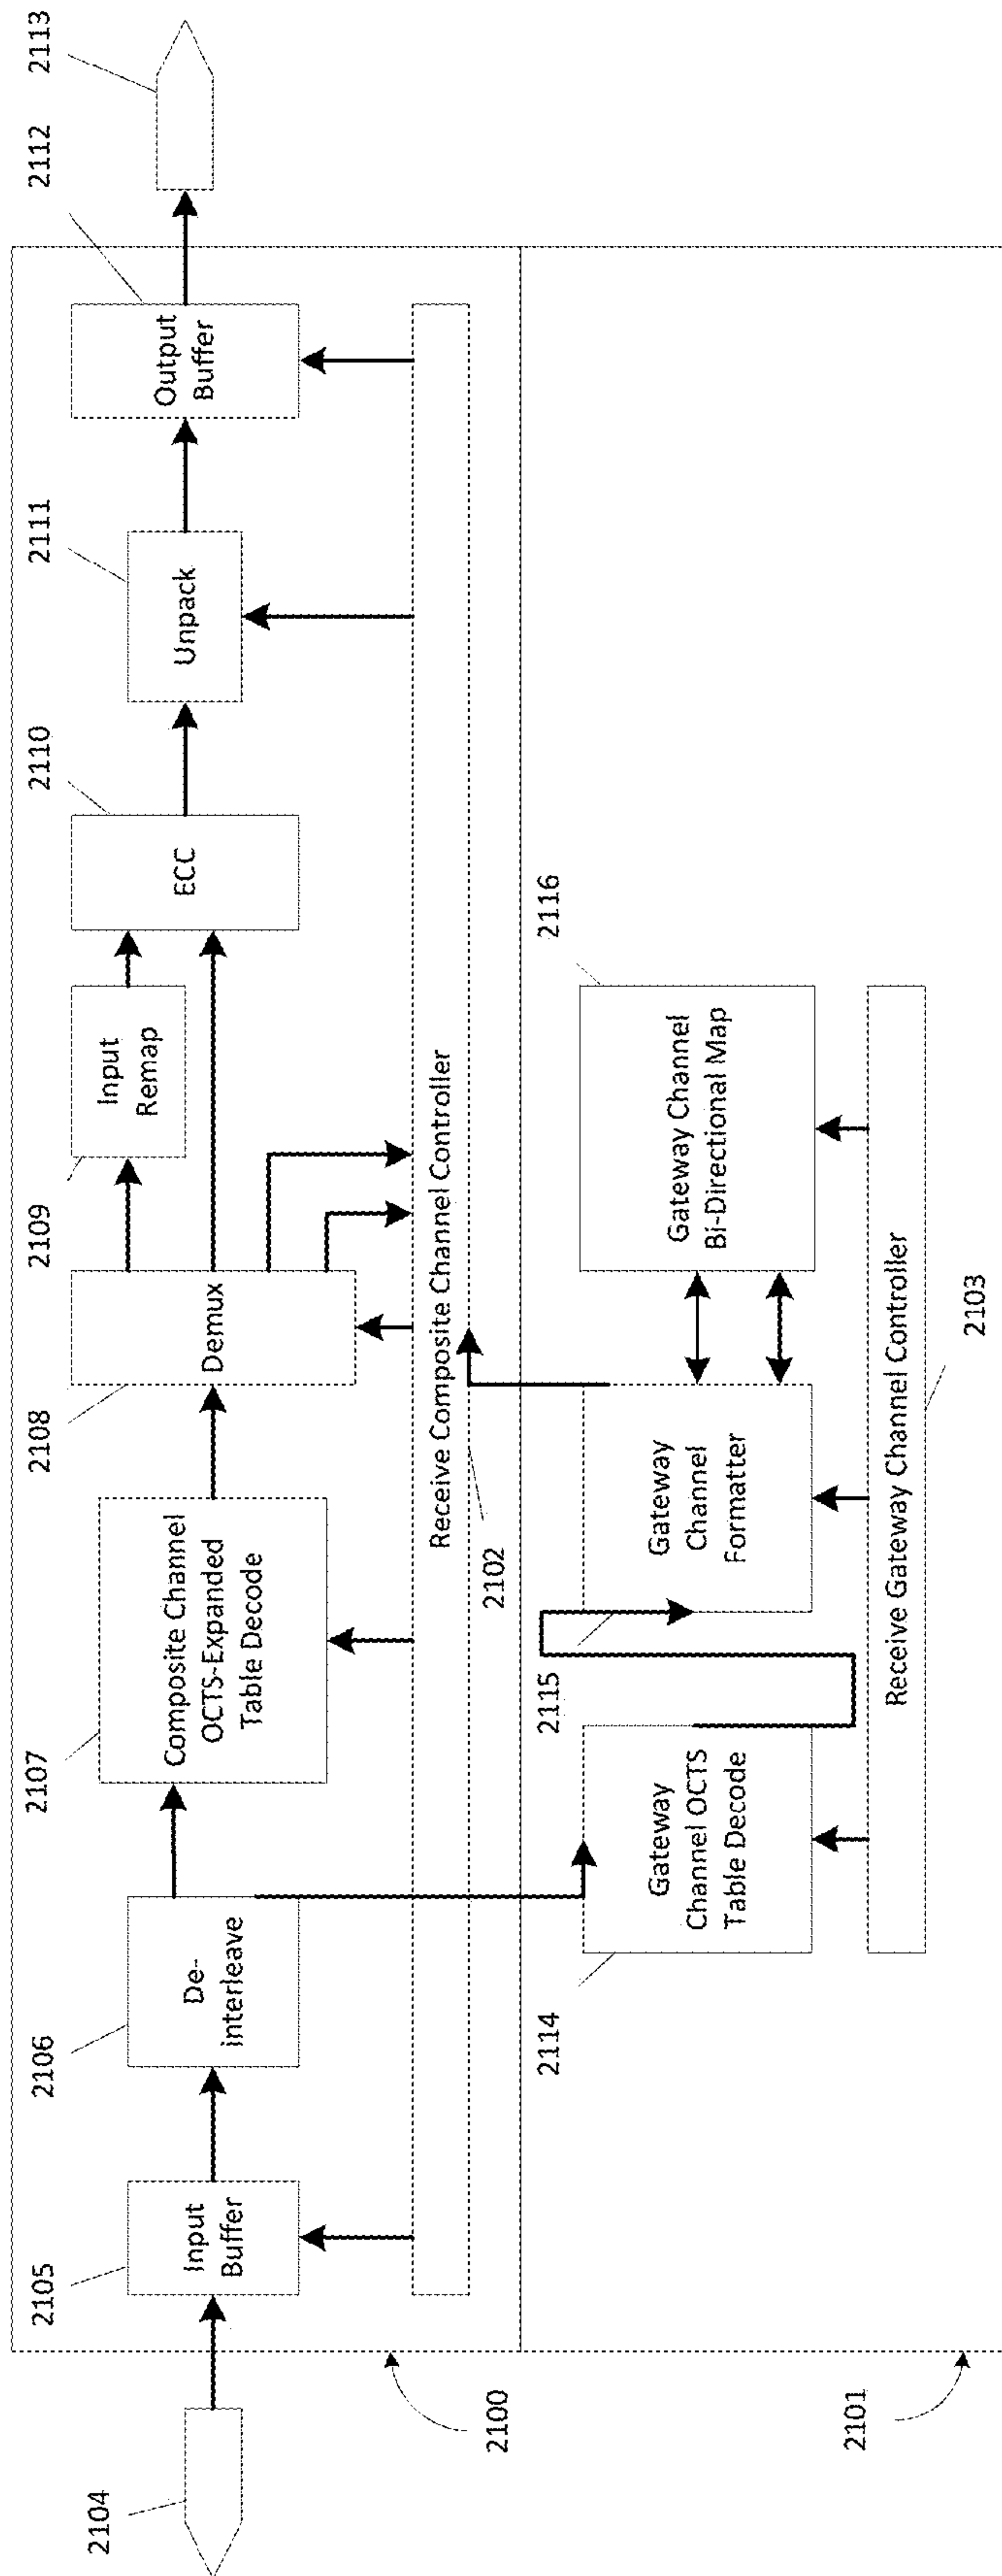 2113
2112
2111
2110
2109
2108
2107
2106
2105
2104
Output
Buffer
Unpack
ECC
Input
Remap
Demux
Composite Channel
OCTS-Expanded
Table Decode
De-
interleave
Input
Buffer
Receive Composite Channel Controller
2102
2100
2116
2115
2114
Gateway Channel
Bi-Directional Map
Gateway
Channel
Formatter
Gateway
Channel OCTS
Table Decode
Receive Gateway Channel Controller
2103
2101